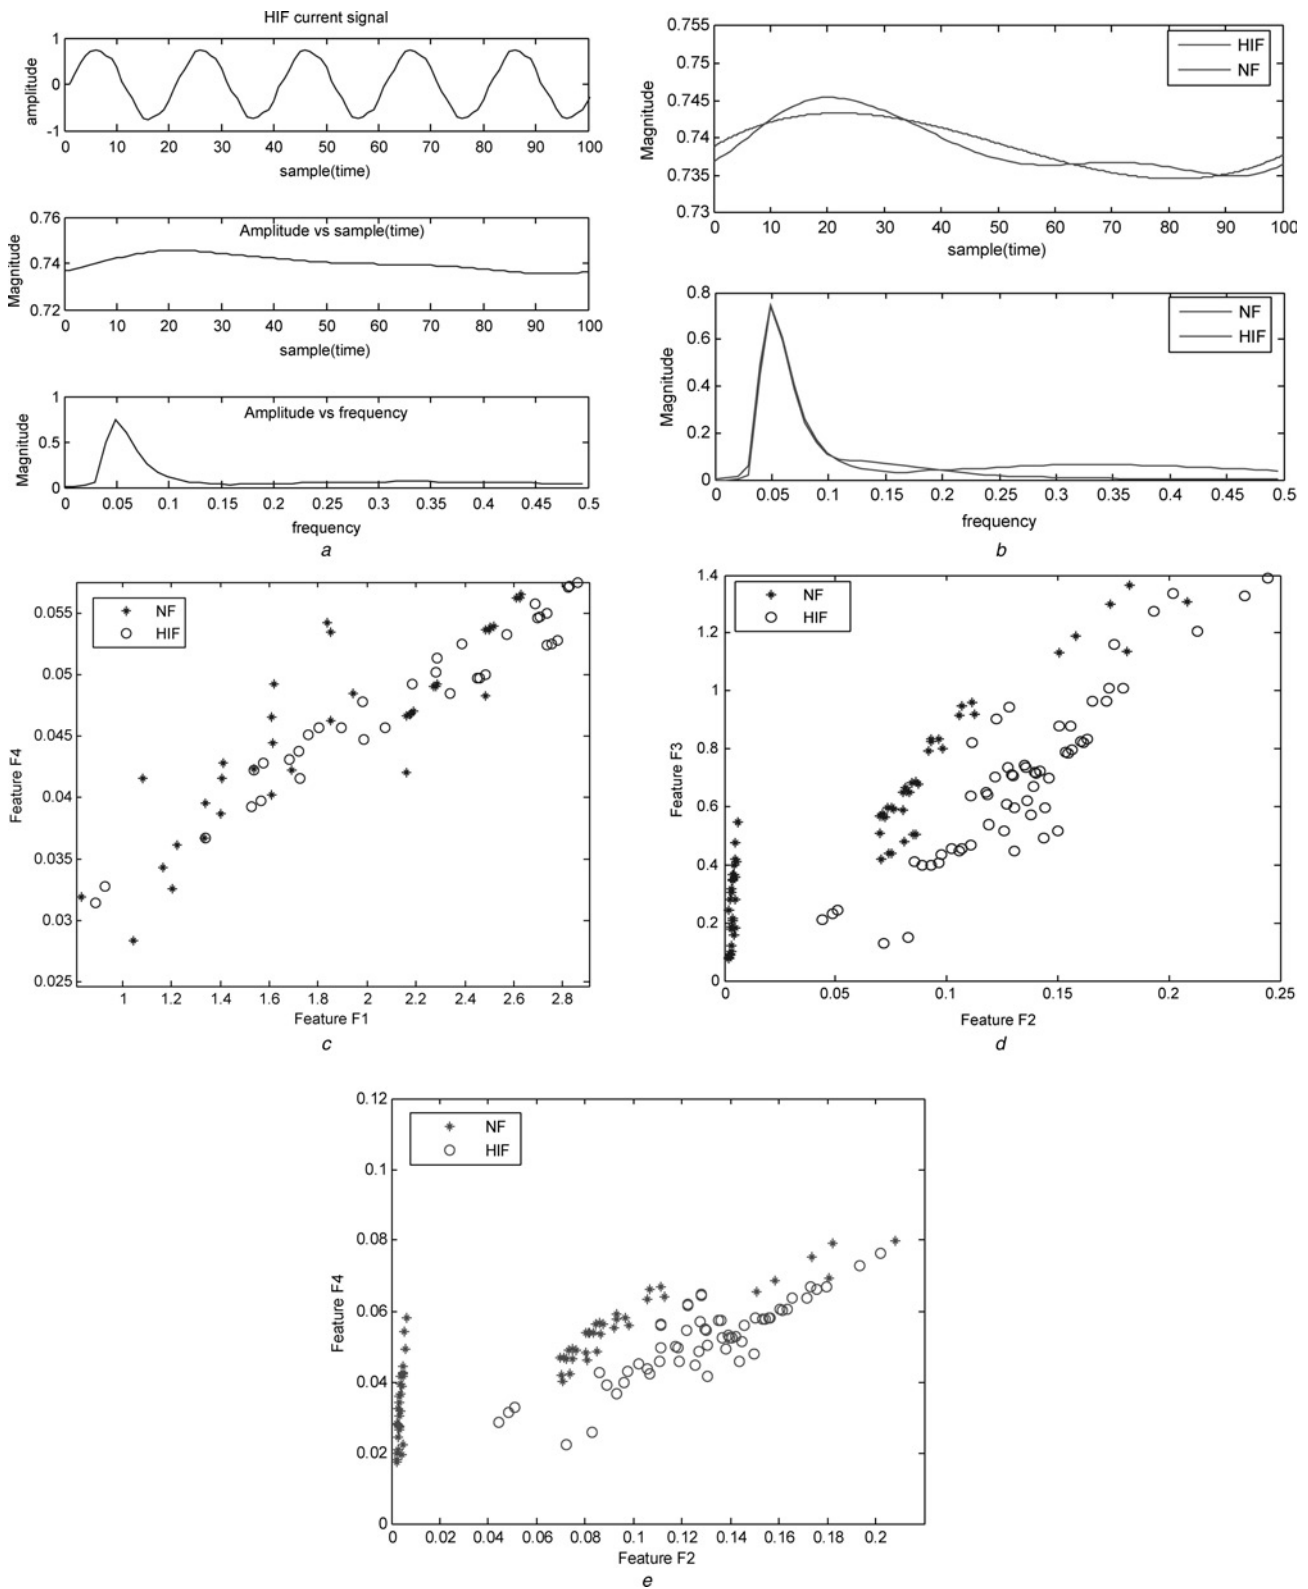 HIF current signal
amplitude
1
0
-1
0 10 20 30 40 50 60 70 80 90 100
sample(time)
Magnitude
0.76
0.74
0.72
Amplitude vs sample(time)
0 10 20 30 40 50 60 70 80 90 100
sample(time)
Magnitude
1
0.5
0
Amplitude vs frequency
0 0.05 0.1 0.15 0.2 0.25 0.3 0.35 0.4 0.45 0.5
frequency
a
Magnitude
0.755
0.75
0.745
0.74
0.735
0.73
HIF
NF
0 10 20 30 40 50 60 70 80 90 100
sample(time)
Magnitude
0.8
0.6
0.4
0.2
0
NF
HIF
0 0.05 0.1 0.15 0.2 0.25 0.3 0.35 0.4 0.45 0.5
frequency
b
Feature F4
0.055
0.05
0.045
0.04
0.035
0.03
0.025
NF
HIF
1 1.2 1.4 1.6 1.8 2 2.2 2.4 2.6 2.8
Feature F1
c
Feature F3
1.4
1.2
1
0.8
0.6
0.4
0.2
0
NF
HIF
0 0.05 0.1 0.15 0.2 0.25
Feature F2
d
Feature F4
0.12
0.1
0.08
0.06
0.04
0.02
0
NF
HIF
0 0.02 0.04 0.06 0.08 0.1 0.12 0.14 0.16 0.18 0.2
Feature F2
e